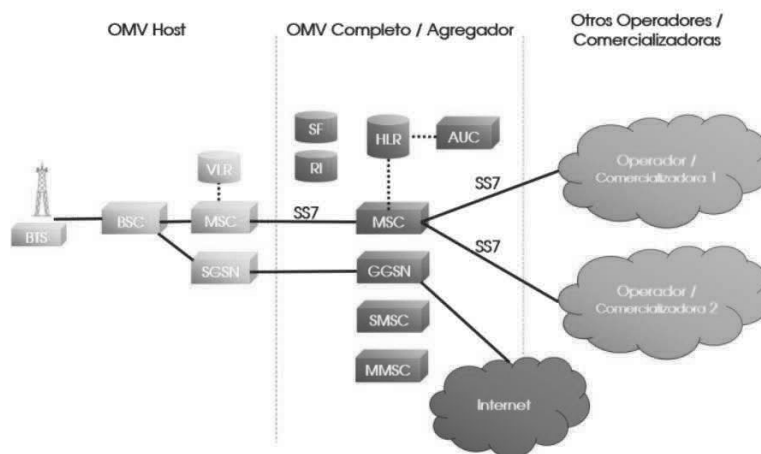 OMV Host
OMV Completo / Agregador
Otros Operadores /
Comercializadoras
SF
RI
HLR
AUC
VLR
BTS
BSC
MSC
SS7
MSC
SS7
SS7
Operador /
Comercializadora 1
SGSN
GGSN
Operador /
Comercializadora 2
SMSC
MMSC
Internet